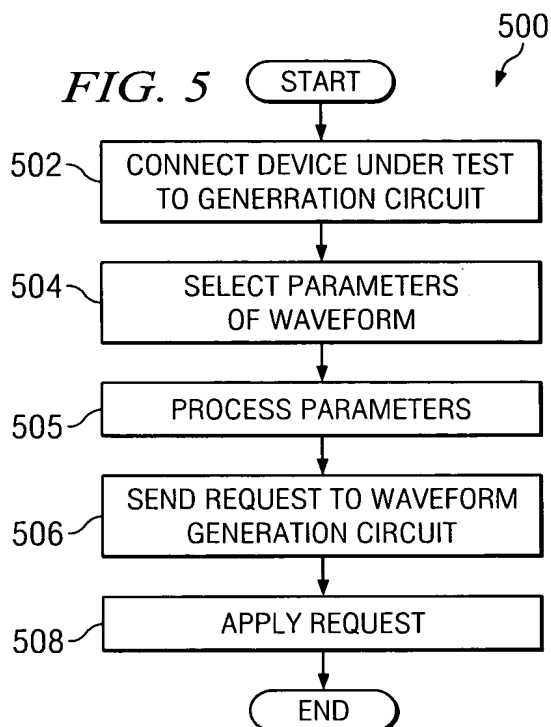 500
FIG. 5
START
502
CONNECT DEVICE UNDER TEST
TO GENERRATION CIRCUIT
504
SELECT PARAMETERS
OF WAVEFORM
505
PROCESS PARAMETERS
506
SEND REQUEST TO WAVEFORM
GENERATION CIRCUIT
508
APPLY REQUEST
END